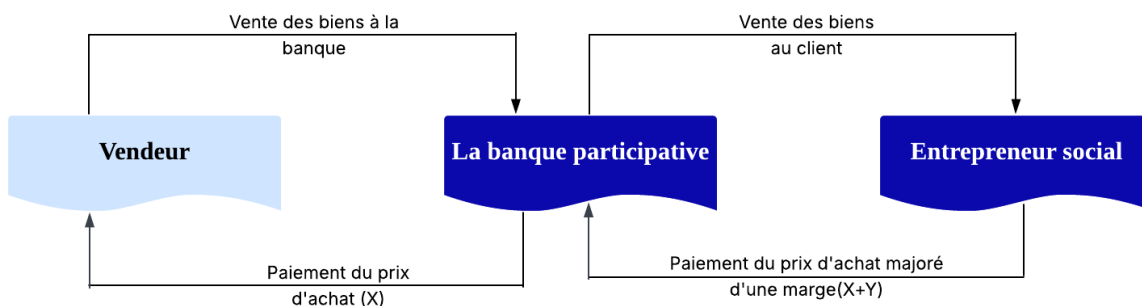 Vente des biens à la
banque
Vente des biens
au client
Vendeur
La banque participative
Entrepreneur social
Paiement du prix
d'achat (X)
Paiement du prix d'achat majoré
d'une marge(X+Y)